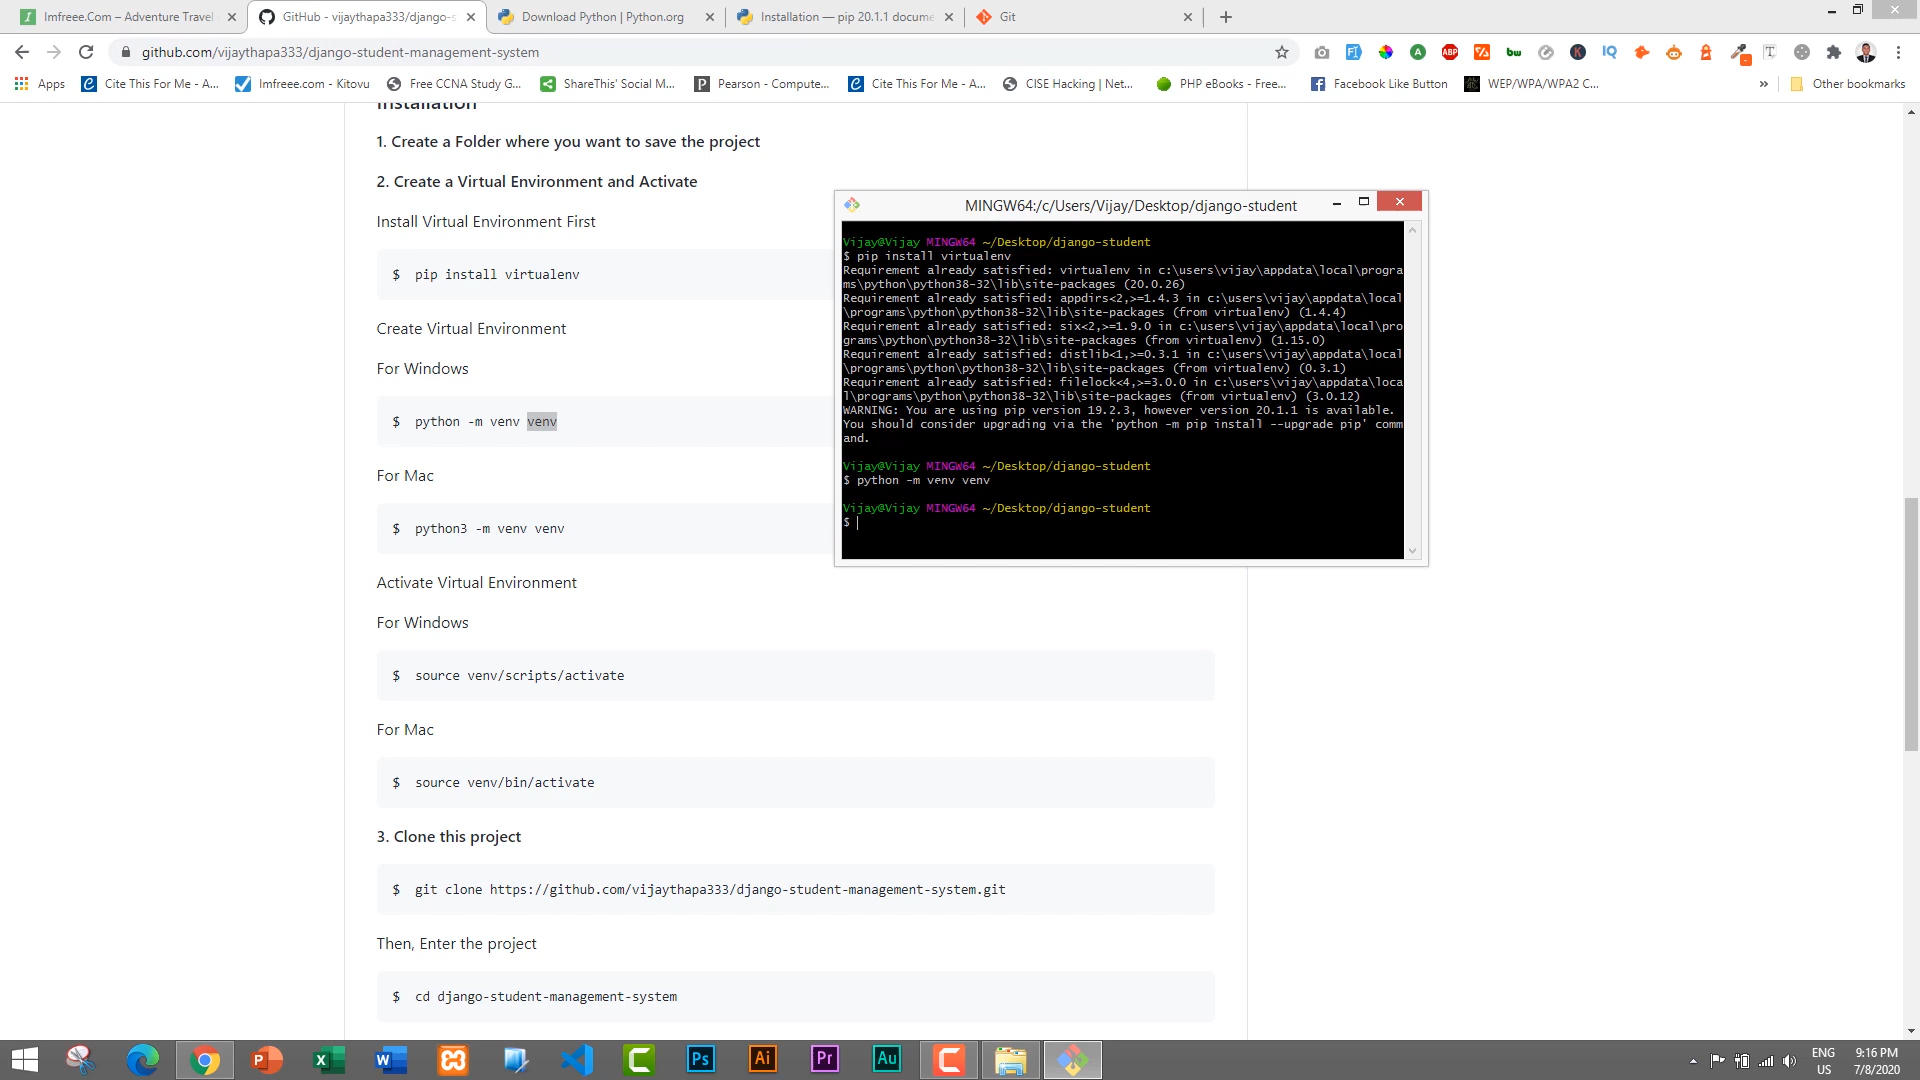 Imfreee.Com – Adventure Travel
GitHub - vijaythapa333/django-s
Download Python | Python.org
Installation — pip 20.1.1 docume
Git
github.com/vijaythapa333/django-student-management-system
Apps
Cite This For Me - A...
Imfreee.com - Kitovu
Free CCNA Study G...
ShareThis' Social M...
Pearson - Compute...
Cite This For Me - A...
CISE Hacking | Net...
PHP eBooks - Free...
Facebook Like Button
WEP/WPA/WPA2 C...
Other bookmarks
Installation
1. Create a Folder where you want to save the project
2. Create a Virtual Environment and Activate
Install Virtual Environment First
$ pip install virtualenv
Create Virtual Environment
For Windows
$ python -m venv venv
For Mac
$ python3 -m venv venv
Activate Virtual Environment
For Windows
$ source venv/scripts/activate
For Mac
$ source venv/bin/activate
3. Clone this project
$ git clone https://github.com/vijaythapa333/django-student-management-system.git
Then, Enter the project
$ cd django-student-management-system
MINGW64:/c/Users/Vijay/Desktop/django-student
Vijay@Vijay MINGW64 ~/Desktop/django-student
$ pip install virtualenv
Requirement already satisfied: virtualenv in c:\users\vijay\appdata\local\progra
ms\python\python38-32\lib\site-packages (20.0.26)
Requirement already satisfied: appdirs<2,>=1.4.3 in c:\users\vijay\appdata\local
\programs\python\python38-32\lib\site-packages (from virtualenv) (1.4.4)
Requirement already satisfied: six<2,>=1.9.0 in c:\users\vijay\appdata\local\pro
grams\python\python38-32\lib\site-packages (from virtualenv) (1.15.0)
Requirement already satisfied: distlib<1,>=0.3.1 in c:\users\vijay\appdata\local
\programs\python\python38-32\lib\site-packages (from virtualenv) (0.3.1)
Requirement already satisfied: filelock<4,>=3.0.0 in c:\users\vijay\appdata\loca
l\programs\python\python38-32\lib\site-packages (from virtualenv) (3.0.12)
WARNING: You are using pip version 19.2.3, however version 20.1.1 is available.
You should consider upgrading via the 'python -m pip install --upgrade pip' comm
and.
Vijay@Vijay MINGW64 ~/Desktop/django-student
$ python -m venv venv
Vijay@Vijay MINGW64 ~/Desktop/django-student
$
Ps
Ai
Pr
Au
ENG
US
9:16 PM
7/8/2020